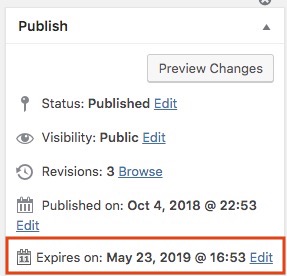 Publish
Preview Changes
Status: Published Edit
Visibility: Public Edit
Revisions: 3 Browse
Published on: Oct 4, 2018 @ 22:53
Edit
Expires on: May 23, 2019 @ 16:53 Edit